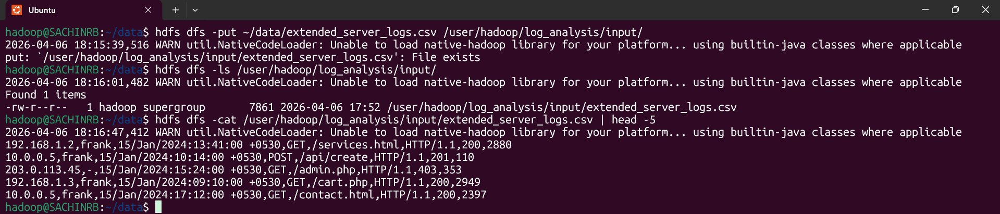 Ubuntu
hadoop@SACHINRB:~/data$ hdfs dfs -put ~/data/extended_server_logs.csv /user/hadoop/log_analysis/input/
2026-04-06 18:15:39,516 WARN util.NativeCodeLoader: Unable to load native-hadoop library for your platform... using builtin-java classes where applicable
put: `/user/hadoop/log_analysis/input/extended_server_logs.csv': File exists
hadoop@SACHINRB:~/data$ hdfs dfs -ls /user/hadoop/log_analysis/input/
2026-04-06 18:16:01,482 WARN util.NativeCodeLoader: Unable to load native-hadoop library for your platform... using builtin-java classes where applicable
Found 1 items
-rw-r--r--   1 hadoop supergroup       7861 2026-04-06 17:52 /user/hadoop/log_analysis/input/extended_server_logs.csv
hadoop@SACHINRB:~/data$ hdfs dfs -cat /user/hadoop/log_analysis/input/extended_server_logs.csv | head -5
2026-04-06 18:16:47,412 WARN util.NativeCodeLoader: Unable to load native-hadoop library for your platform... using builtin-java classes where applicable
192.168.1.2,frank,15/Jan/2024:13:41:00 +0530,GET,/services.html,HTTP/1.1,200,2880
10.0.0.5,frank,15/Jan/2024:10:14:00 +0530,POST,/api/create,HTTP/1.1,201,110
203.0.113.45,-,15/Jan/2024:15:24:00 +0530,GET,/admin.php,HTTP/1.1,403,353
192.168.1.3,frank,15/Jan/2024:09:10:00 +0530,GET,/cart.php,HTTP/1.1,200,2949
10.0.0.5,frank,15/Jan/2024:17:12:00 +0530,GET,/contact.html,HTTP/1.1,200,2397
hadoop@SACHINRB:~/data$